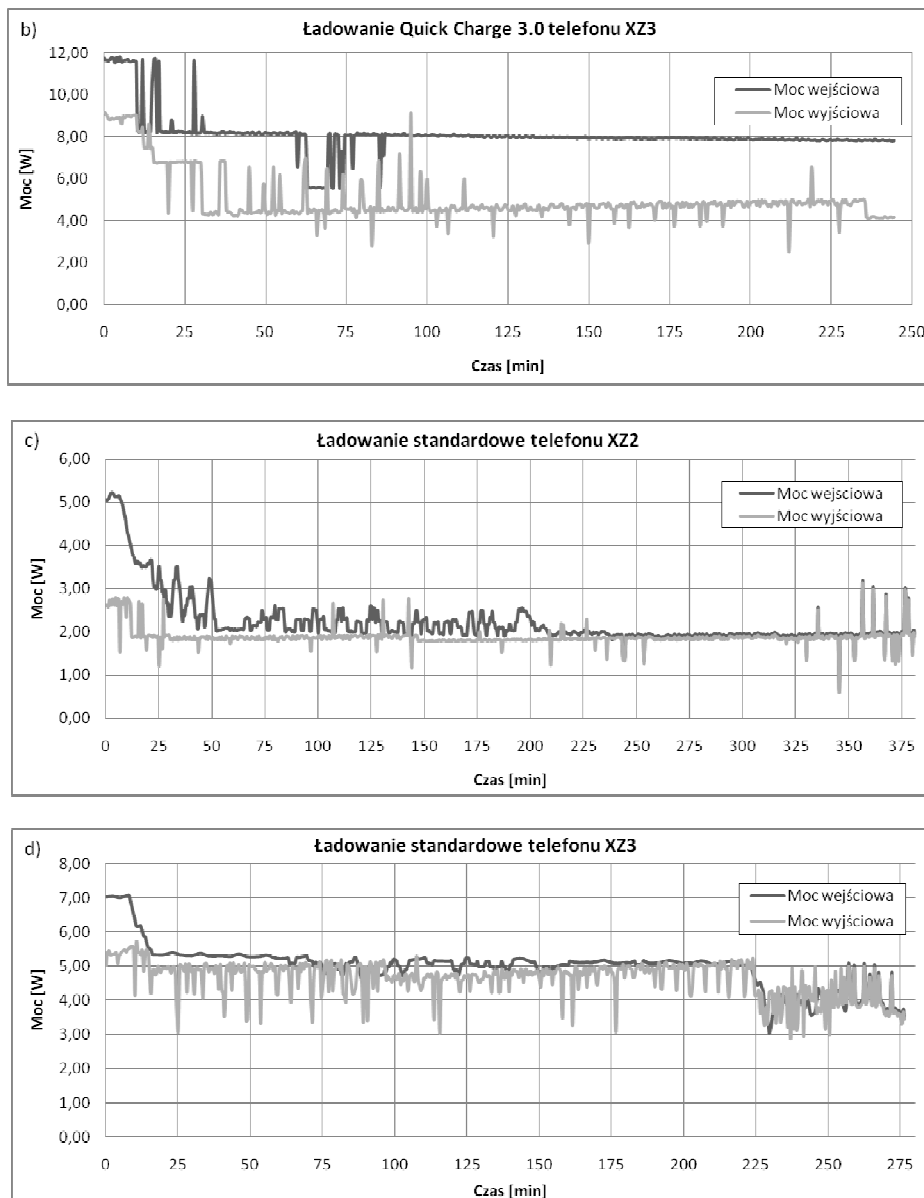 b)
Ładowanie Quick Charge 3.0 telefonu XZ3
12,00
10,00
8,00
6,00
4,00
2,00
0,00
Moc [W]
Moc wejściowa
Moc wyjściowa
0 25 50 75 100 125 150 175 200 225 250
Czas [min]
c)
Ładowanie standardowe telefonu XZ2
6,00
5,00
4,00
3,00
2,00
1,00
0,00
Moc [W]
Moc wejsciowa
Moc wyjściowa
0 25 50 75 100 125 150 175 200 225 250 275 300 325 350 375
Czas [min]
d)
Ładowanie standardowe telefonu XZ3
8,00
7,00
6,00
5,00
4,00
3,00
2,00
1,00
0,00
Moc [W]
Moc wejściowa
Moc wyjściowa
0 25 50 75 100 125 150 175 200 225 250 275
Czas [min]